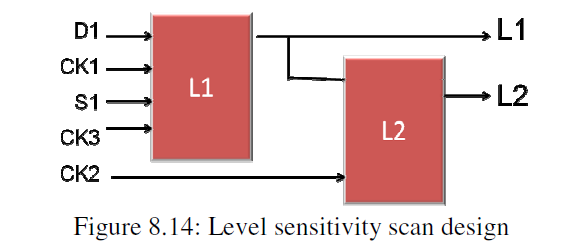 D1
CK1
S1
CK3
CK2
L1
L2
L1
L2
Figure 8.14: Level sensitivity scan design